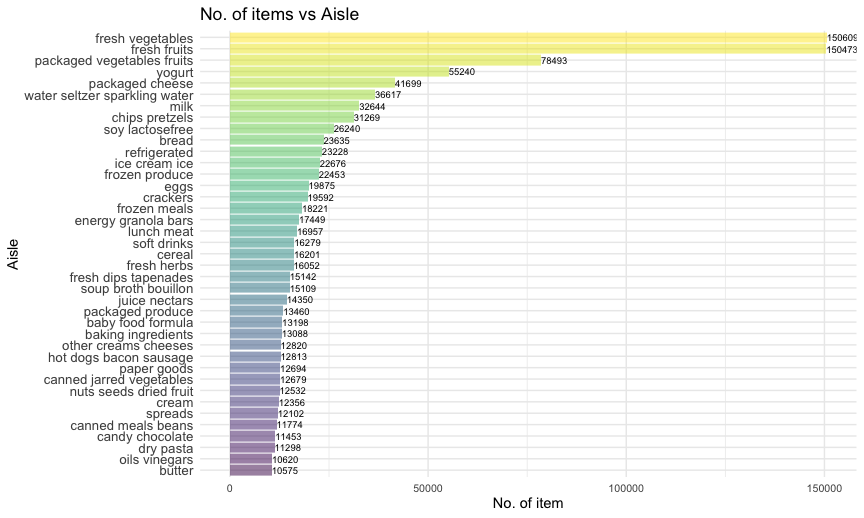 No. of items vs Aisle
Aisle
fresh vegetables 150609
fresh fruits 150473
packaged vegetables fruits 78493
yogurt 55240
packaged cheese 41699
water seltzer sparkling water 36617
milk 32644
chips pretzels 31269
soy lactosefree 26240
bread 23635
refrigerated 23228
ice cream ice 22676
frozen produce 22453
eggs 19875
crackers 19592
frozen meals 18221
energy granola bars 17449
lunch meat 16957
soft drinks 16279
cereal 16201
fresh herbs 16052
fresh dips tapenades 15142
soup broth bouillon 15109
juice nectars 14350
packaged produce 13460
baby food formula 13198
baking ingredients 13088
other creams cheeses 12820
hot dogs bacon sausage 12813
paper goods 12694
canned jarred vegetables 12679
nuts seeds dried fruit 12532
cream 12356
spreads 12102
canned meals beans 11774
candy chocolate 11453
dry pasta 11298
oils vinegars 10620
butter 10575
0 50000 100000 150000
No. of item